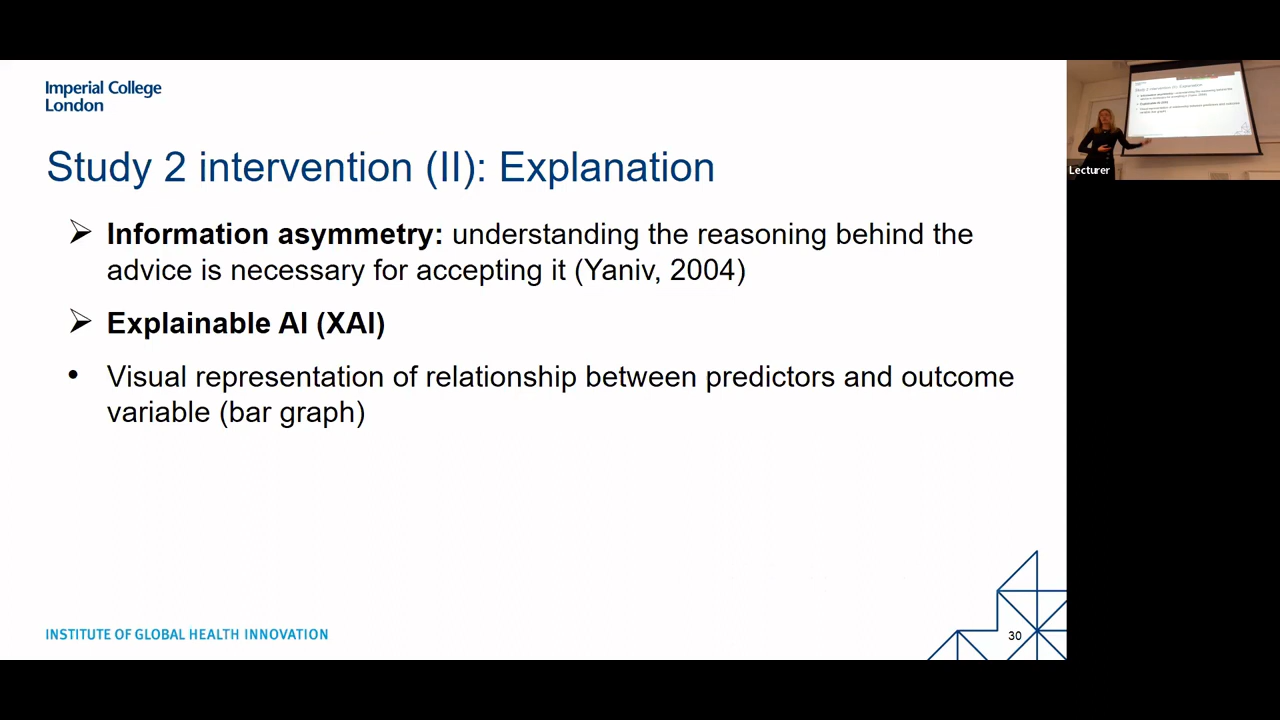 Imperial College
London
Study 2 intervention (II): Explanation
Information asymmetry: understanding the reasoning behind the
advice is necessary for accepting it (Yaniv, 2004)
Explainable AI (XAI)
• Visual representation of relationship between predictors and outcome
variable (bar graph)
INSTITUTE OF GLOBAL HEALTH INNOVATION
30
Lecturer